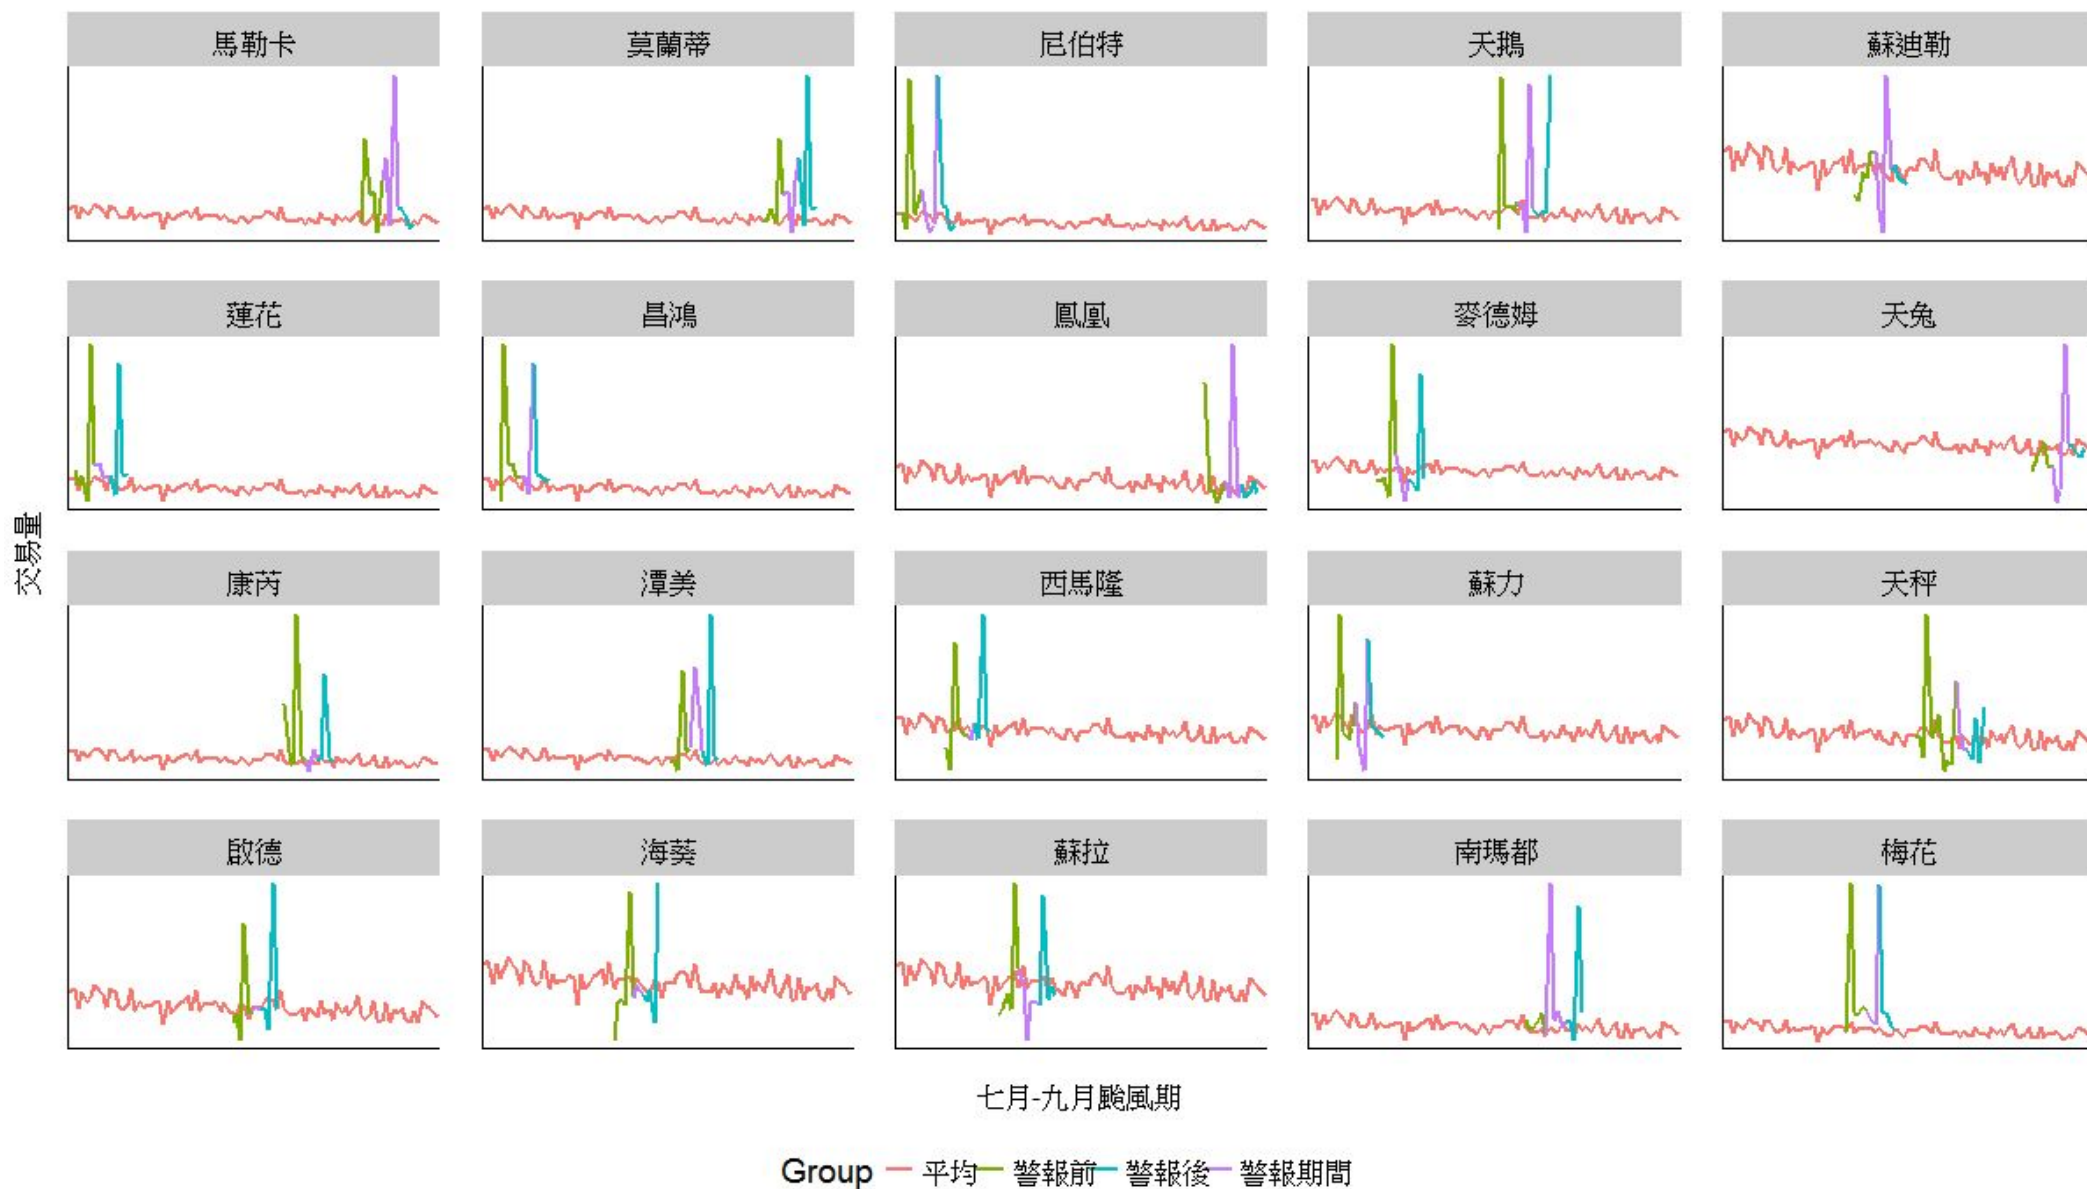 馬勒卡
莫蘭蒂
尼伯特
天鵝
蘇迪勒
蓮花
昌鴻
鳳凰
麥德姆
天兔
康芮
潭美
西馬隆
蘇力
天秤
啟德
海葵
蘇拉
南瑪都
梅花
交易量
七月-九月颱風期
Group 平均 警報前 警報後 警報期間